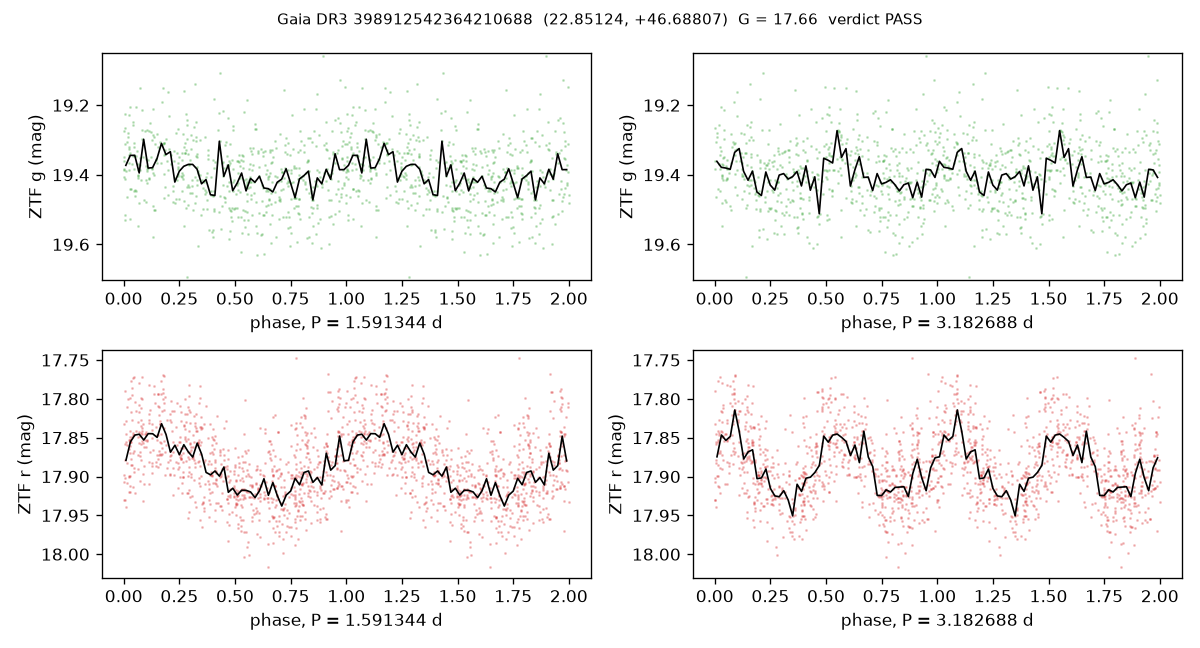 Gaia DR3 398912542364210688  (22.85124, +46.68807)  G = 17.66  verdict PASS
ZTF g (mag)
19.2
19.4
19.6
0.00 0.25 0.50 0.75 1.00 1.25 1.50 1.75 2.00
phase, P = 1.591344 d
ZTF g (mag)
19.2
19.4
19.6
0.00 0.25 0.50 0.75 1.00 1.25 1.50 1.75 2.00
phase, P = 3.182688 d
ZTF r (mag)
17.75
17.80
17.85
17.90
17.95
18.00
0.00 0.25 0.50 0.75 1.00 1.25 1.50 1.75 2.00
phase, P = 1.591344 d
ZTF r (mag)
17.75
17.80
17.85
17.90
17.95
18.00
0.00 0.25 0.50 0.75 1.00 1.25 1.50 1.75 2.00
phase, P = 3.182688 d